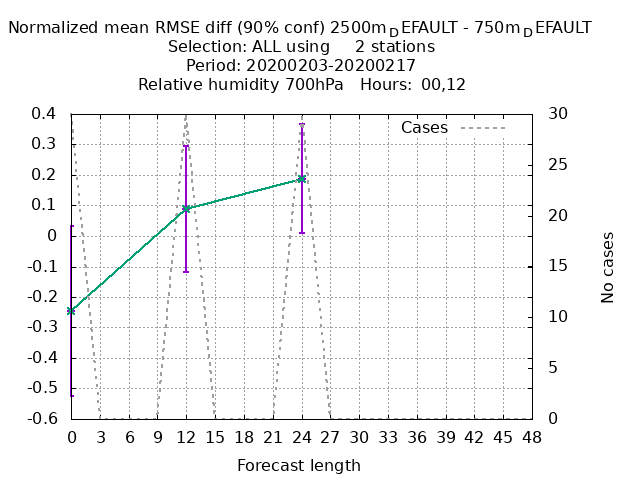 Normalized mean RMSE diff (90% conf) 2500m_DEFAULT - 750m_DEFAULT
Selection: ALL using 2 stations
Period: 20200203-20200217
Relative humidity 700hPa Hours: 00,12
Cases
0.4
0.3
0.2
0.1
0
-0.1
-0.2
-0.3
-0.4
-0.5
-0.6
30
25
20
15
10
5
0
No cases
0 3 6 9 12 15 18 21 24 27 30 33 36 39 42 45 48
Forecast length